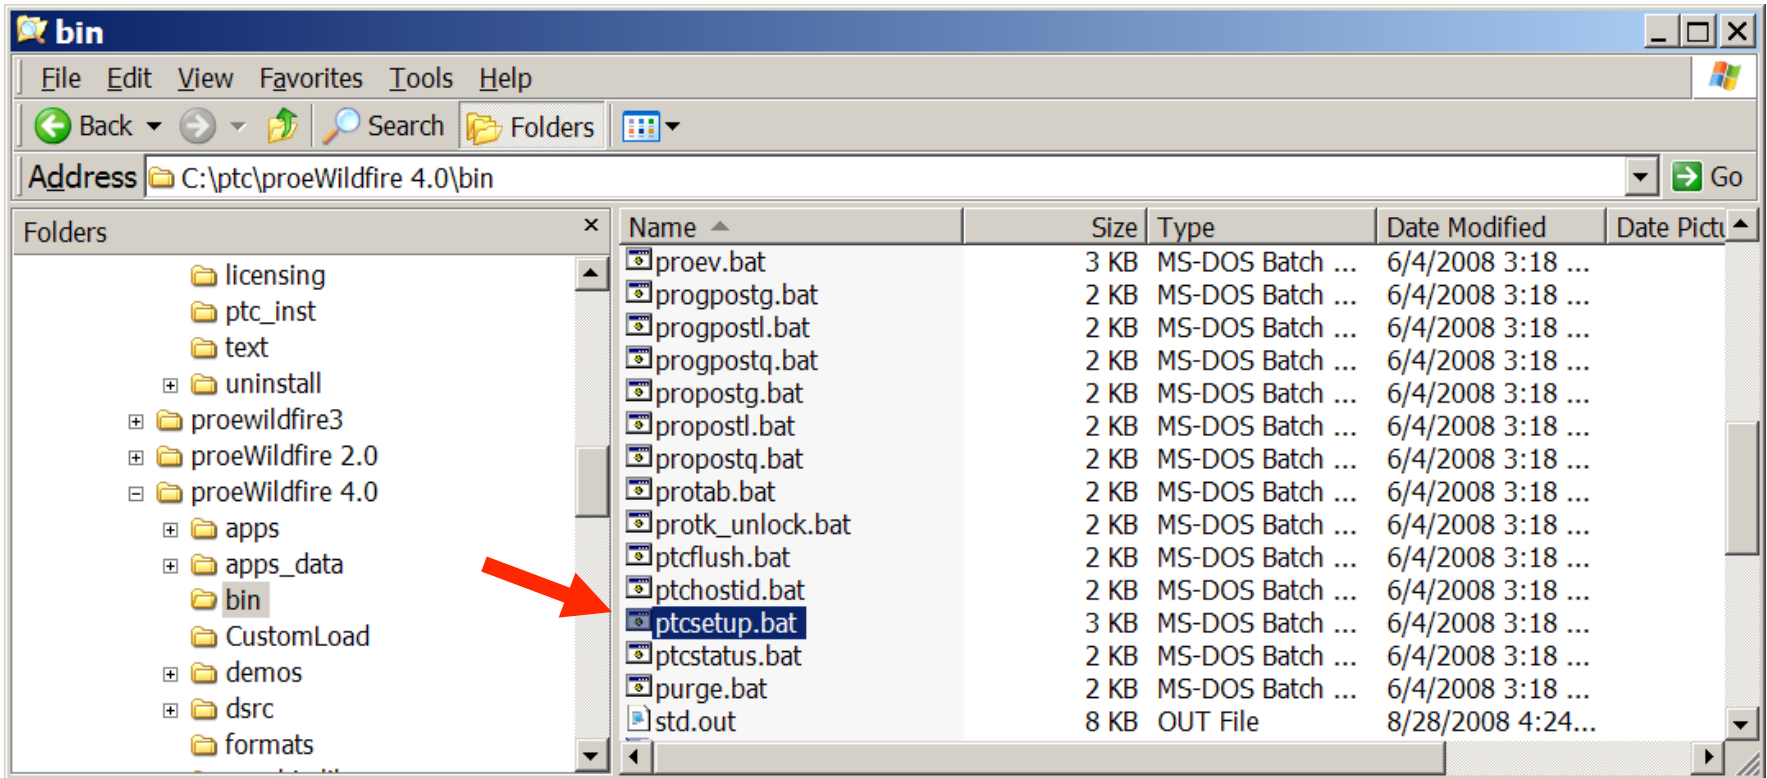 bin
File Edit View Favorites Tools Help
Back Search Folders
Address C:\ptc\proeWildfire 4.0\bin Go
Folders
licensing
ptc_inst
text
uninstall
proewildfire3
proeWildfire 2.0
proeWildfire 4.0
apps
apps_data
bin
CustomLoad
demos
dsrc
formats
Name Size Type Date Modified Date Pictu
proev.bat 3 KB MS-DOS Batch ... 6/4/2008 3:18 ...
progpostg.bat 2 KB MS-DOS Batch ... 6/4/2008 3:18 ...
progpostl.bat 2 KB MS-DOS Batch ... 6/4/2008 3:18 ...
progpostq.bat 2 KB MS-DOS Batch ... 6/4/2008 3:18 ...
propostg.bat 2 KB MS-DOS Batch ... 6/4/2008 3:18 ...
propostl.bat 2 KB MS-DOS Batch ... 6/4/2008 3:18 ...
propostq.bat 2 KB MS-DOS Batch ... 6/4/2008 3:18 ...
protab.bat 2 KB MS-DOS Batch ... 6/4/2008 3:18 ...
protk_unlock.bat 2 KB MS-DOS Batch ... 6/4/2008 3:18 ...
ptcflush.bat 2 KB MS-DOS Batch ... 6/4/2008 3:18 ...
ptchostid.bat 2 KB MS-DOS Batch ... 6/4/2008 3:18 ...
ptcsetup.bat 3 KB MS-DOS Batch ... 6/4/2008 3:18 ...
ptcstatus.bat 2 KB MS-DOS Batch ... 6/4/2008 3:18 ...
purge.bat 2 KB MS-DOS Batch ... 6/4/2008 3:18 ...
std.out 8 KB OUT File 8/28/2008 4:24...